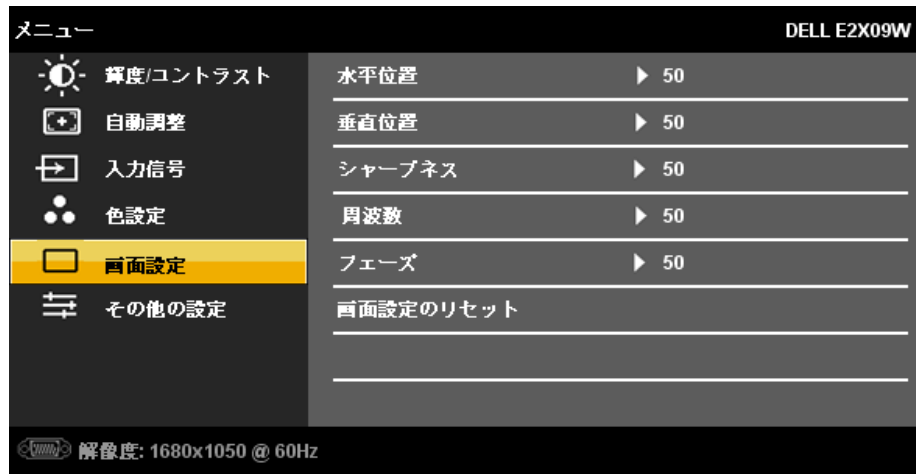 メニュー DELL E2X09W
輝度/コントラスト 水平位置 50
自動調整 垂直位置 50
入力信号 シャープネス 50
色設定 周波数 50
画面設定 フェーズ 50
その他の設定 画面設定のリセット
解像度: 1680x1050 @ 60Hz